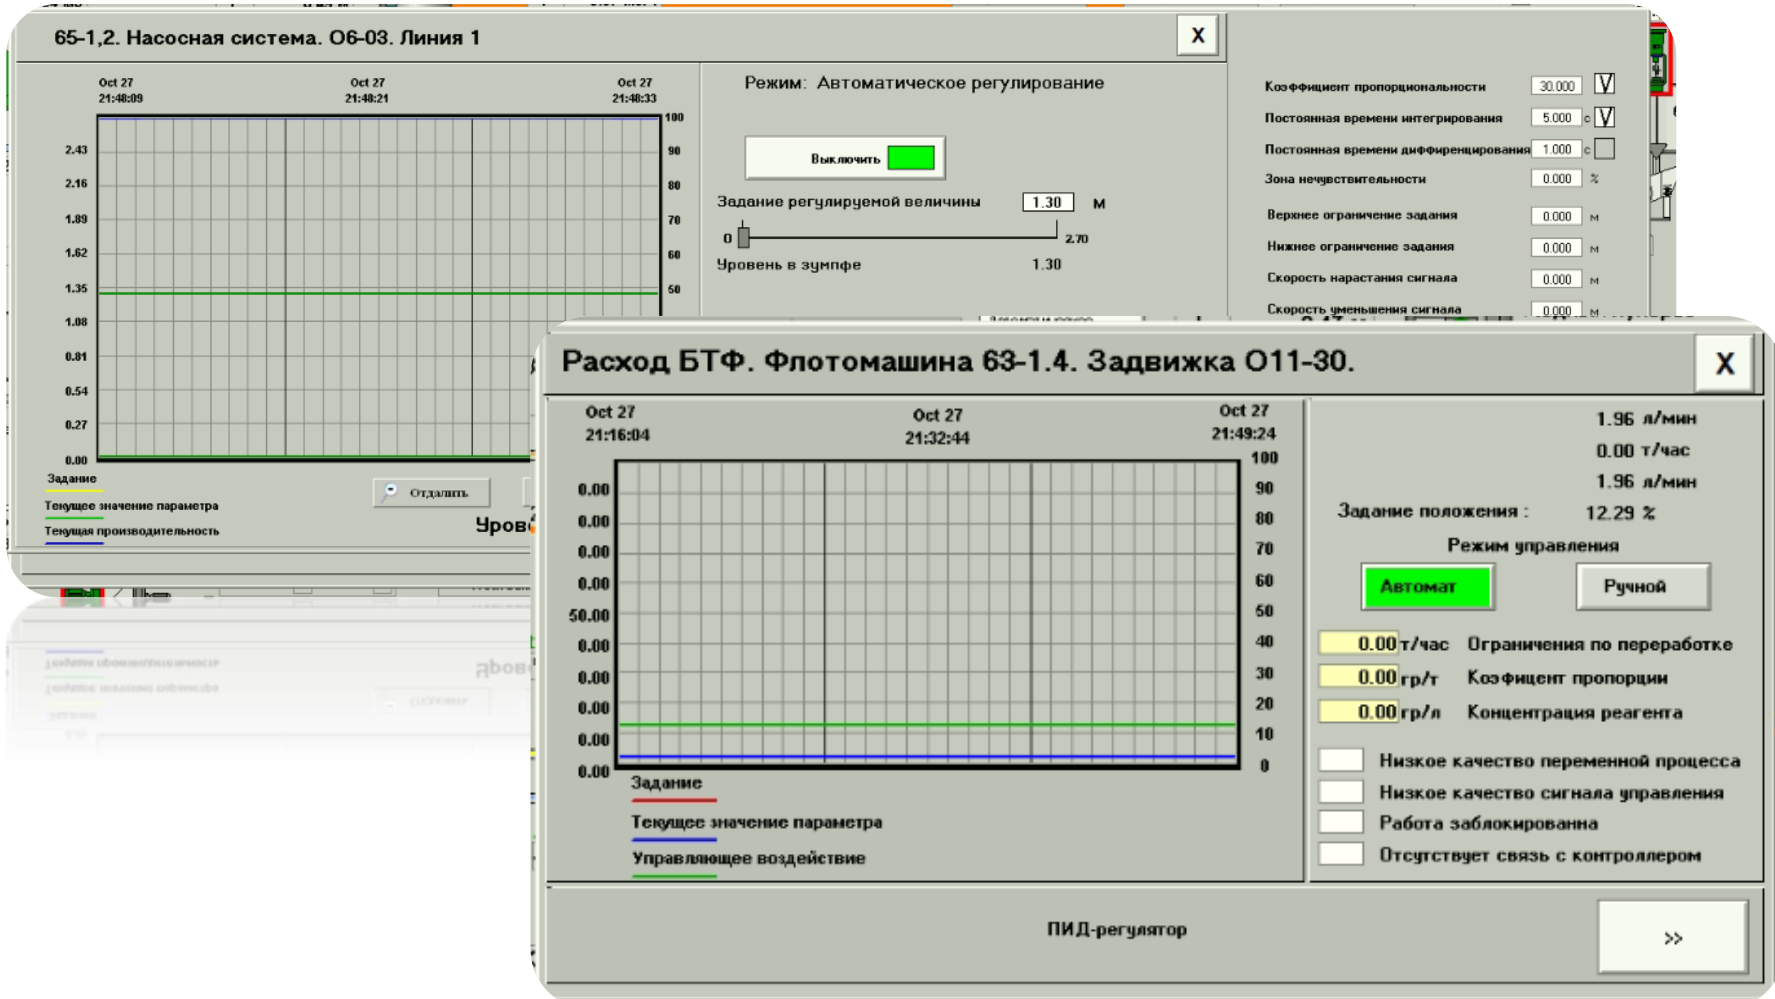 65-1,2. Насосная система. О6-03. Линия 1
X
Oct 27 Oct 27 Oct 27
21:48:09 21:48:21 21:48:33
100
2.43 90
2.16 80
1.89 70
1.62 60
1.35 50
1.08
0.81
0.54
0.27
0.00
Задание
Текущее значение параметра
Текущая производительность
Отдалить
Уров
Режим: Автоматическое регулирование
Выключить
Задание регулируемой величины 1.30 м
0 2.70
Уровень в зумпфе 1.30
Коэффициент пропорциональности 30.000 V
Постоянная времени интегрирования 5.000 с V
Постоянная времени диффиренцирования 1.000 с
Зона нечувствительности 0.000 %
Верхнее ограничение задания 0.000 м
Нижнее ограничение задания 0.000 м
Скорость нарастания сигнала 0.000 м
Скорость уменьшения сигнала 0.000 м
Расход БТФ. Флотомашина 63-1.4. Задвижка О11-30.
X
Oct 27 Oct 27 Oct 27
21:16:04 21:32:44 21:49:24
100
0.00 90
0.00 80
0.00 70
0.00 60
50.00 50
0.00 40
0.00 30
0.00 20
0.00 10
0.00 0
Задание
Текущее значение параметра
Управляющее воздействие
1.96 л/мин
0.00 т/час
1.96 л/мин
Задание положения : 12.29 %
Режим управления
Автомат Ручной
0.00 т/час Ограничения по переработке
0.00 гр/т Коэфицент пропорции
0.00 гр/л Концентрация реагента
Низкое качество переменной процесса
Низкое качество сигнала управления
Работа заблокированна
Отсутствует связь с контроллером
ПИД-регулятор
>>